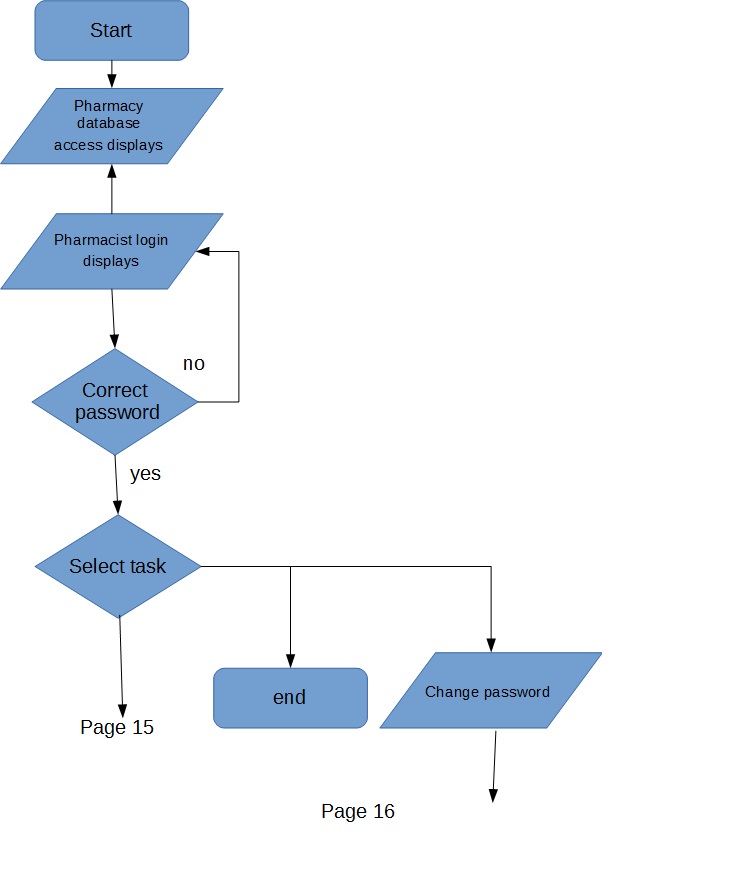 Start
Pharmacy
database
access displays
Pharmacist login
displays
no
Correct
password
yes
Select task
end
Change password
Page 15
Page 16